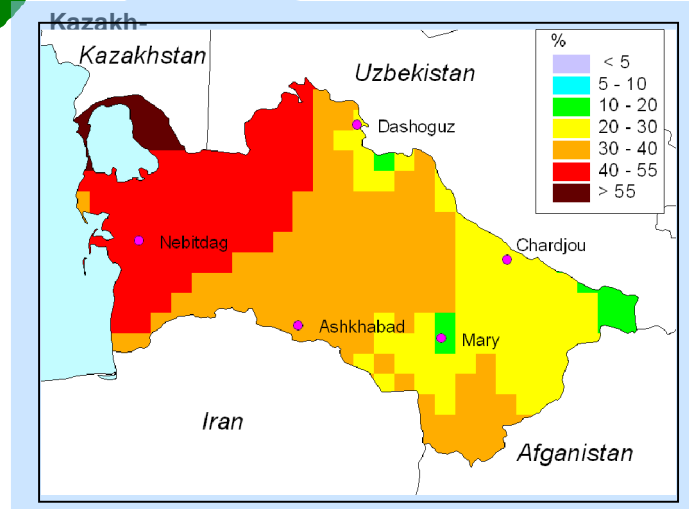 Kazakh-
Kazakhstan
Uzbekistan
%
< 5
5 - 10
10 - 20
20 - 30
30 - 40
40 - 55
> 55
Dashoguz
Nebitdag
Chardjou
Ashkhabad
Mary
Iran
Afganistan